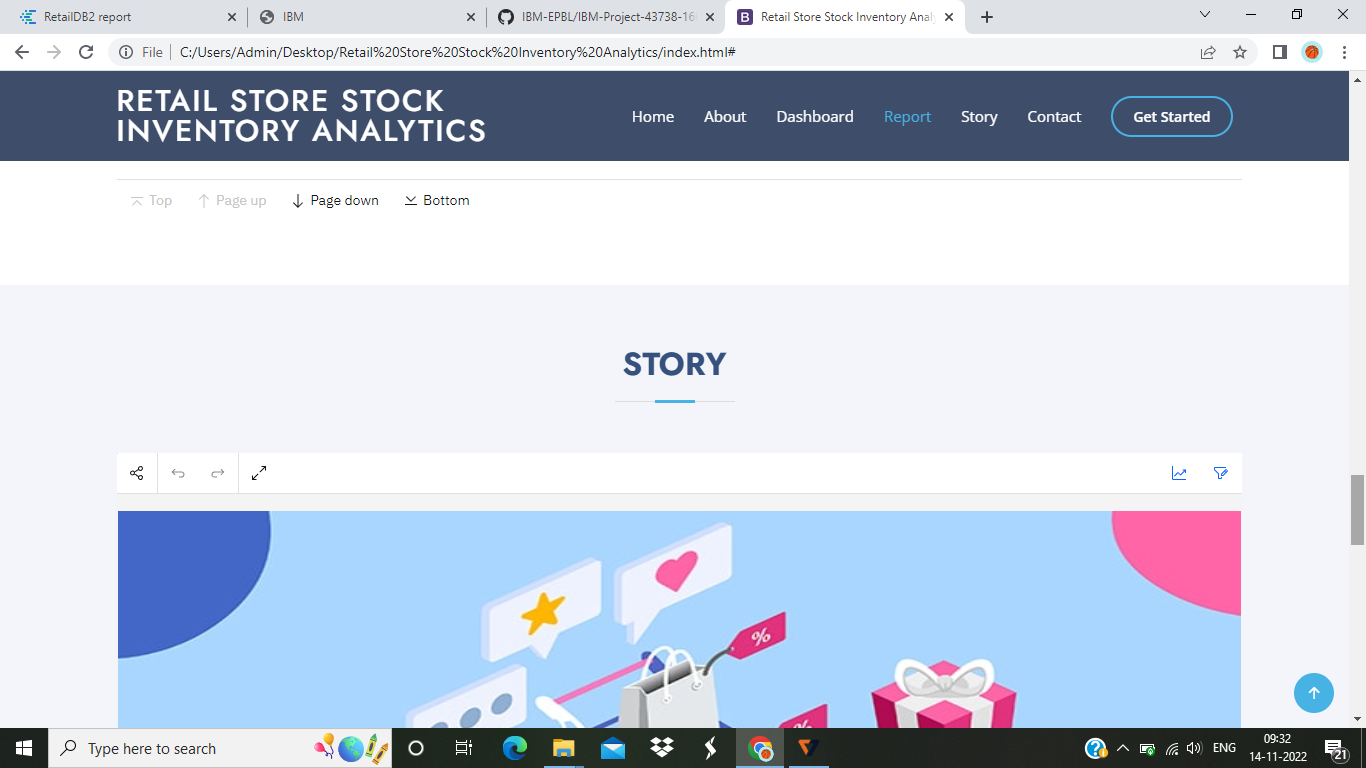 RetailDB2 report
IBM
IBM-EPBL/IBM-Project-43738-16
Retail Store Stock Inventory Anal
File
C:/Users/Admin/Desktop/Retail%20Store%20Stock%20Inventory%20Analytics/index.html#
RETAIL STORE STOCK
INVENTORY ANALYTICS
Home About Dashboard Report Story Contact Get Started
Top Page up Page down Bottom
STORY
%
%
Type here to search
ENG
09:32
14-11-2022
21